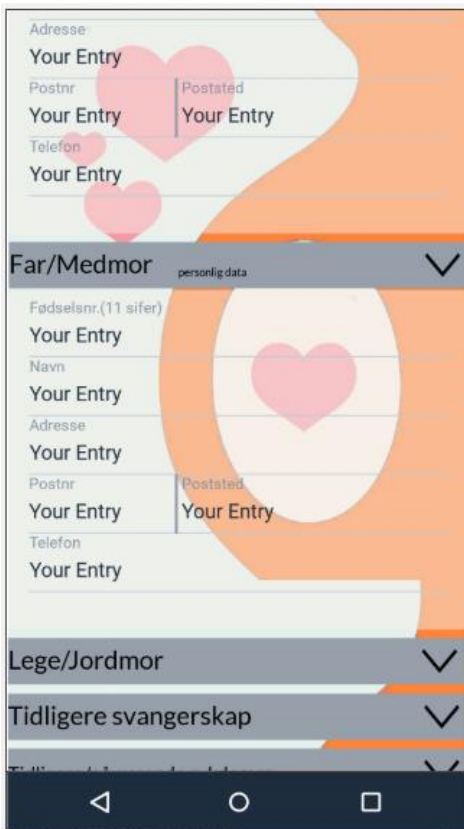 Adresse
Your Entry
Postnr Poststed
Your Entry Your Entry
Telefon
Your Entry
Far/Medmor personlig data
Fødselsnr.(11 sifer)
Your Entry
Navn
Your Entry
Adresse
Your Entry
Postnr Poststed
Your Entry Your Entry
Telefon
Your Entry
Lege/Jordmor
Tidligere svangerskap